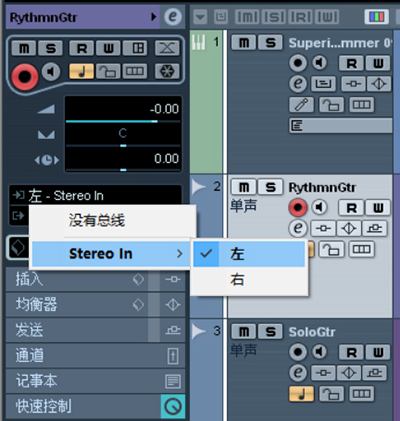 RythmnGtr
M S R W
-0.00
C
0.00
左 - Stereo In
没有总线
Stereo In
左
右
插入
均衡器
发送
通道
记事本
快速控制
M S R W
1
M S Superi...mmer 0
R W
2
M S RythmnGtr
单声
R W
3
M S SoloGtr
单声
R W